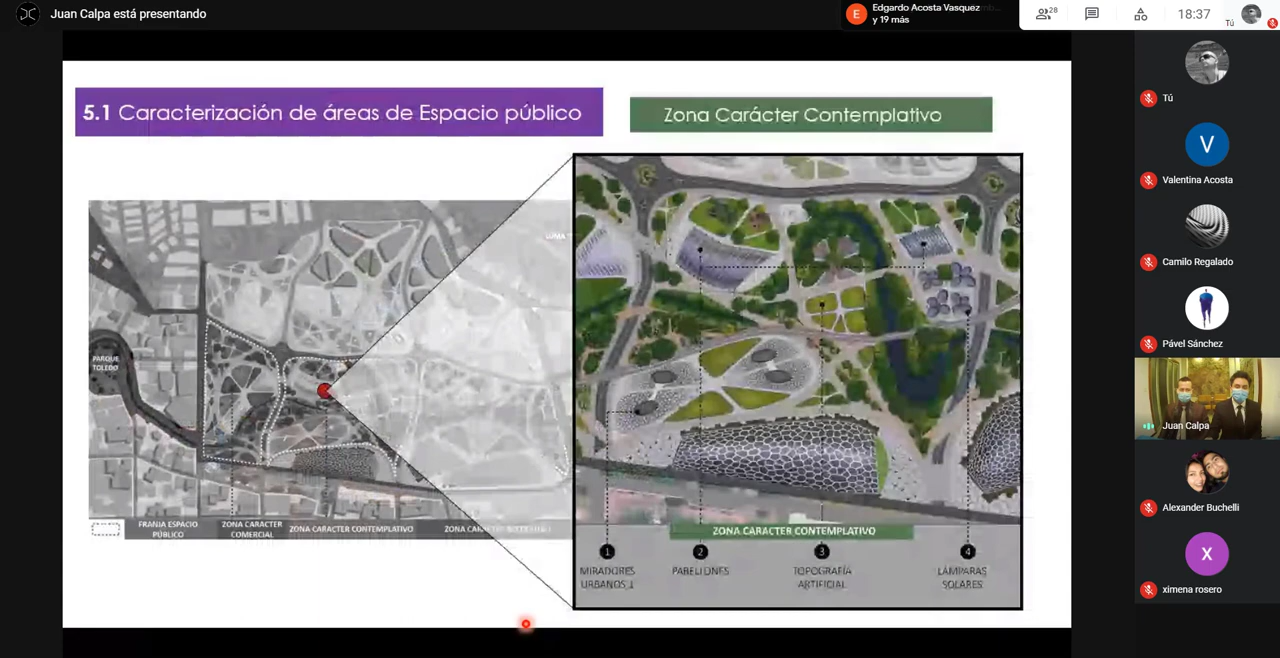 Juan Calpa está presentando
E
Edgardo Acosta Vasquez
y 19 más
28
18:37
Tú
5.1 Caracterización de áreas de Espacio público
Zona Carácter Contemplativo
PARQUE
TOLEDO
FRANIA ESPACIO
PÚBLICO
ZONA CARACTER
COMERCIAL
ZONA CARACTER CONTEMPLATIVO
ZONA
ZONA CARACTER CONTEMPLATIVO
1
2
3
4
MIRADORES
URBANOS 1
PABELLONES
TOPOGRAFÍA
ARTIFICIAL
LÁMPARAS
SOLARES
Tú
V
Valentina Acosta
Camilo Regalado
Pável Sánchez
Juan Calpa
Alexander Buchelli
X
ximena rosero